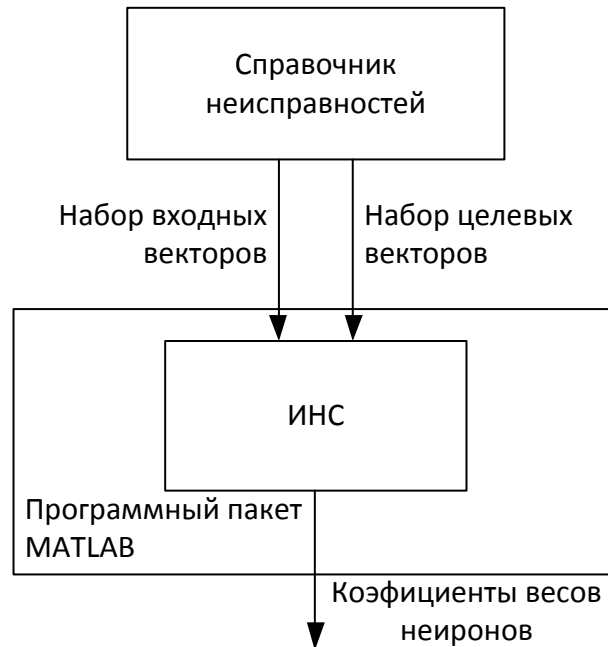 Справочник
неисправностей
Набор входных
векторов
Набор целевых
векторов
ИНС
Программный пакет
MATLAB
Коэфициенты весов
неиронов